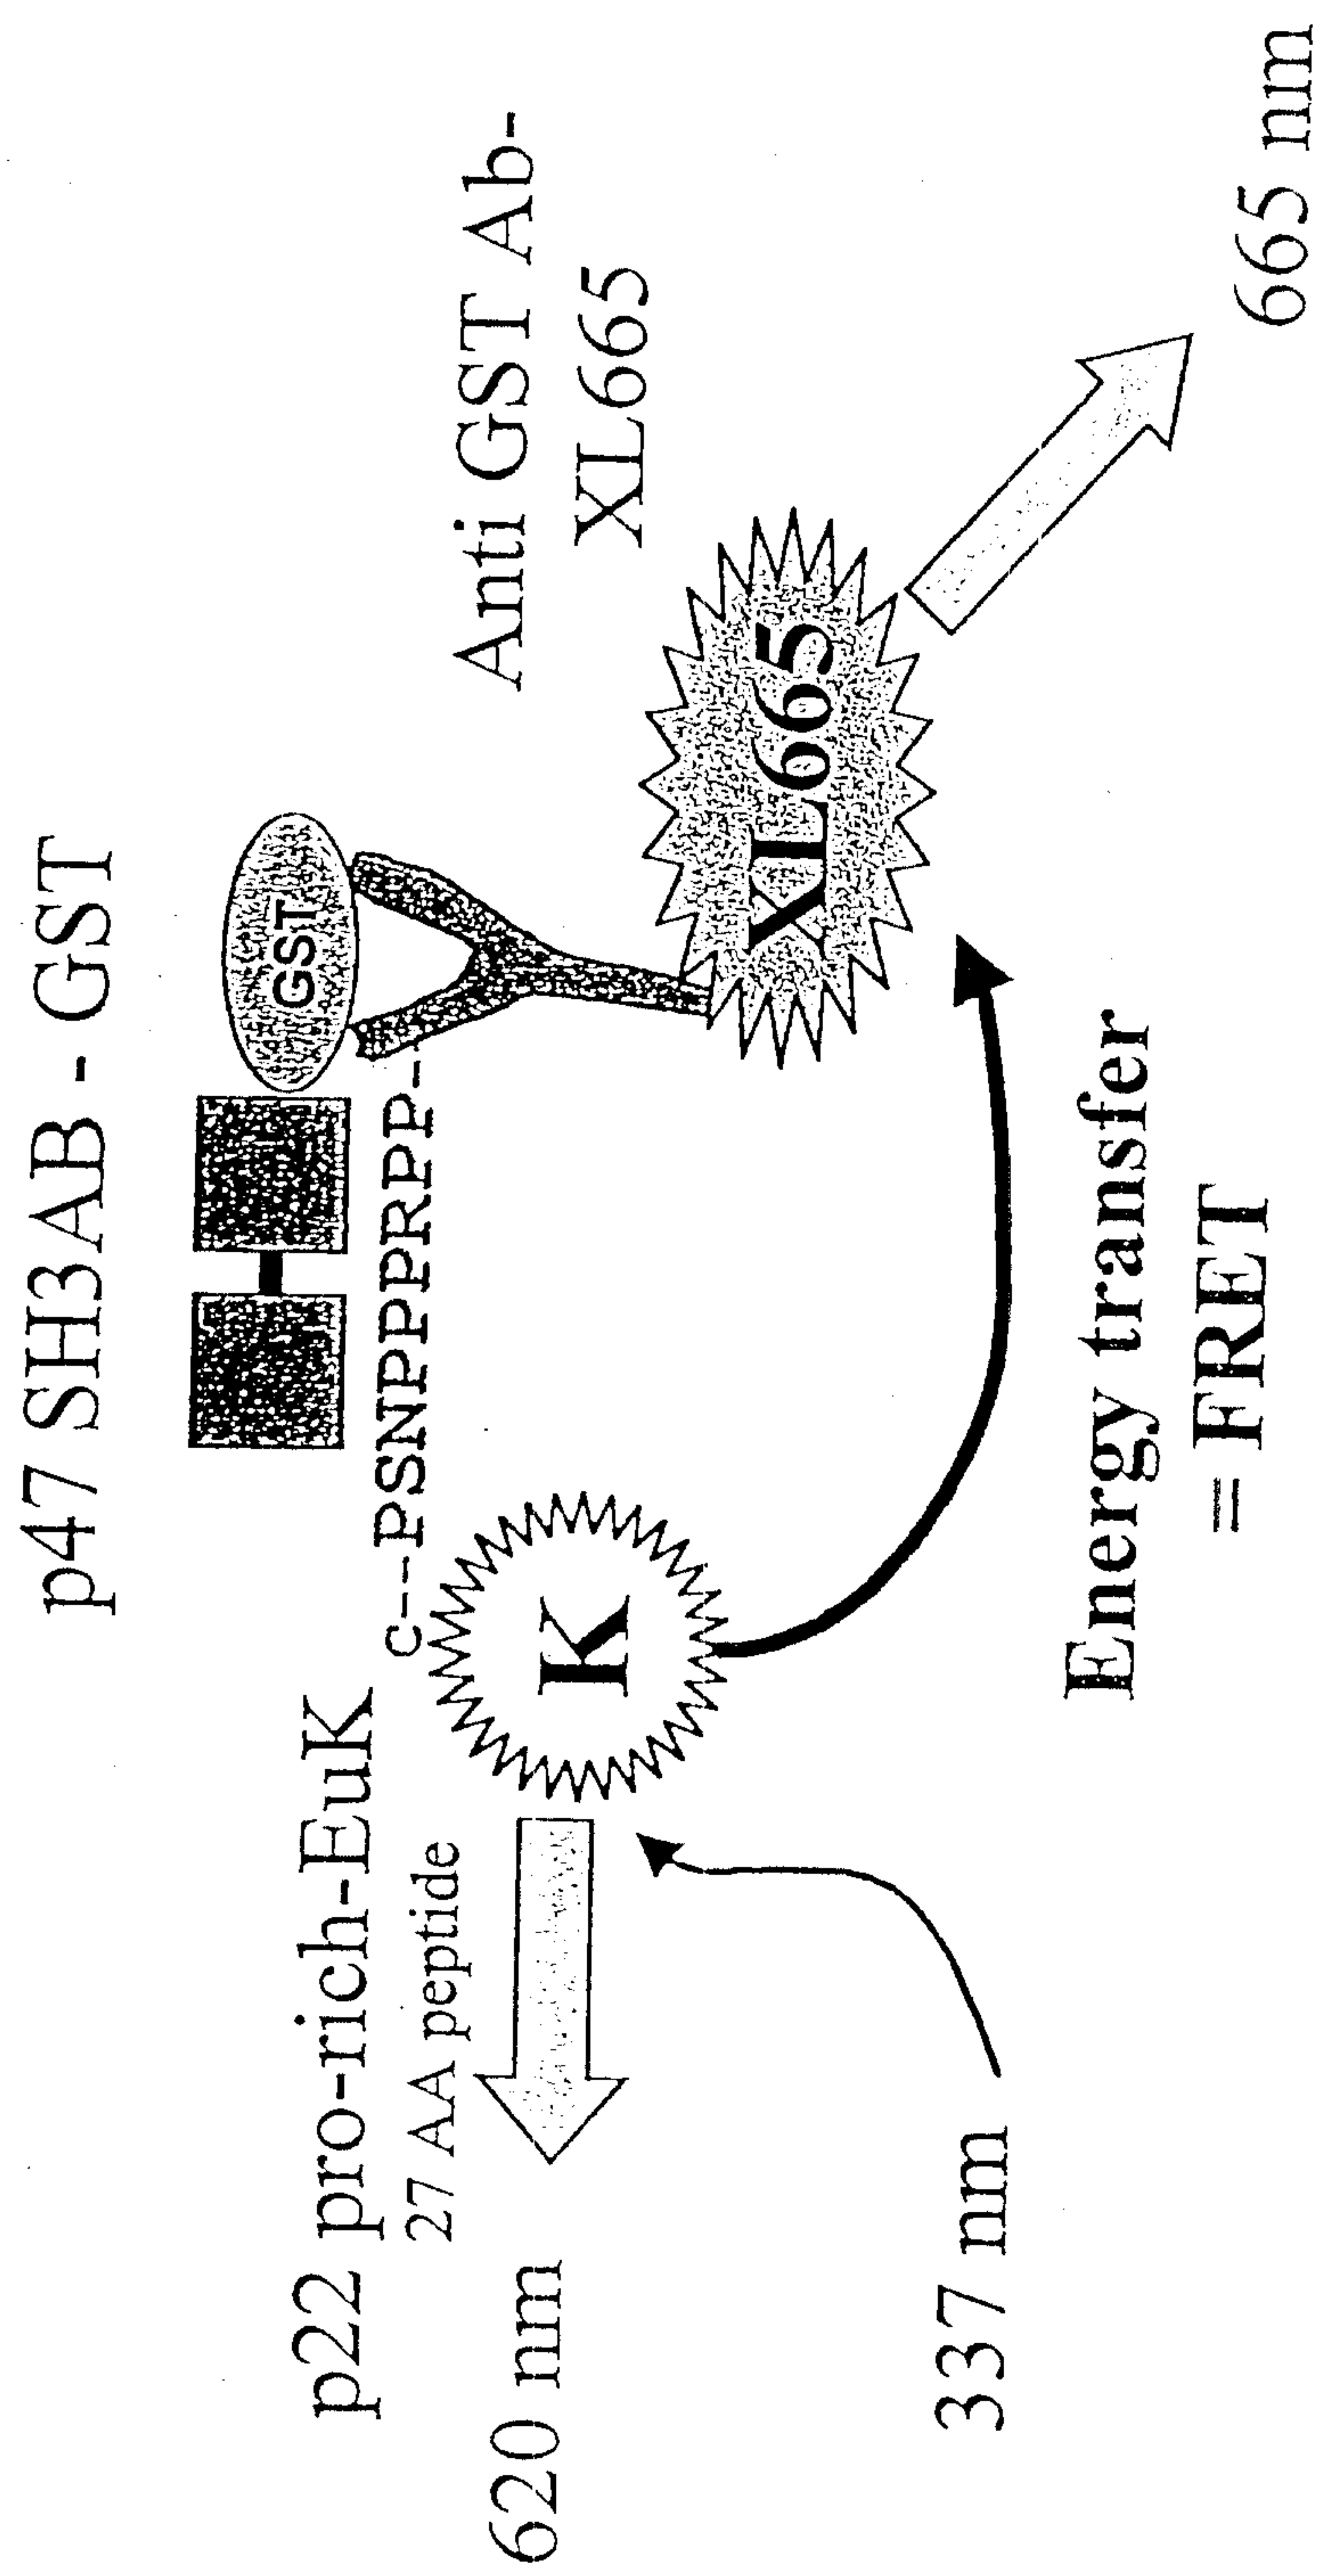 p47 SH3AB - GST
GST
p22 pro-rich-EuK
27 AA peptide
C---PSNPPPRPP--
Anti GST Ab-
XL665
620 nm
K
XL665
337 nm
Energy transfer
= FRET
665 nm